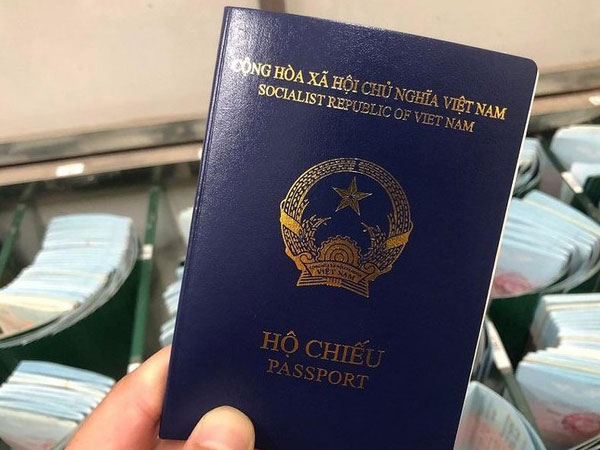 CỘNG HÒA XÃ HỘI CHỦ NGHĨA VIỆT NAM
SOCIALIST REPUBLIC OF VIET NAM
VIỆT NAM
HỘ CHIẾU
PASSPORT